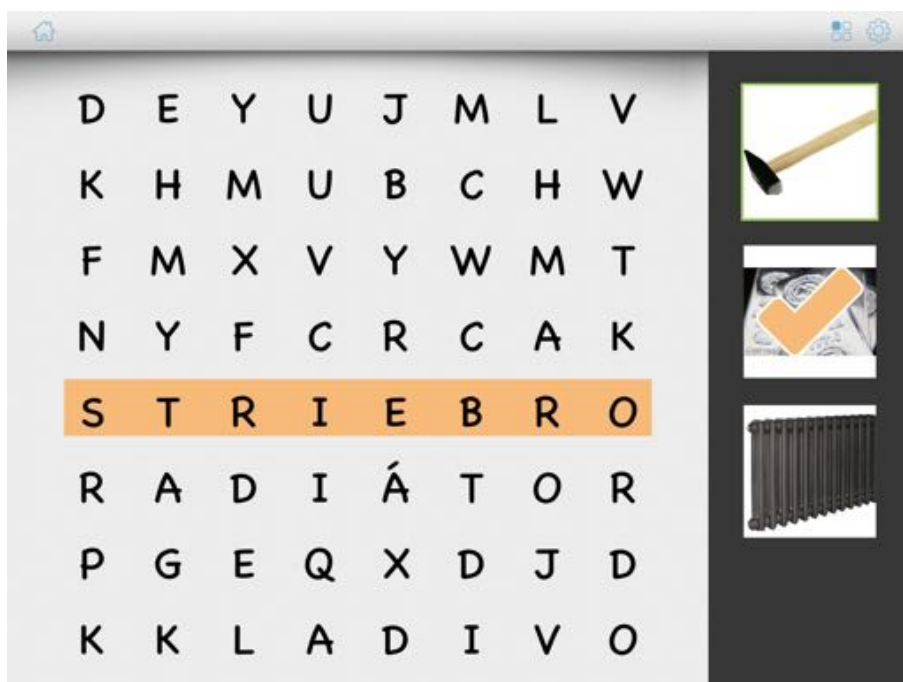 D E Y U J M L V
K H M U B C H W
F M X V Y W M T
N Y F C R C A K
S T R I E B R O
R A D I Á T O R
P G E Q X D J D
K K L A D I V O